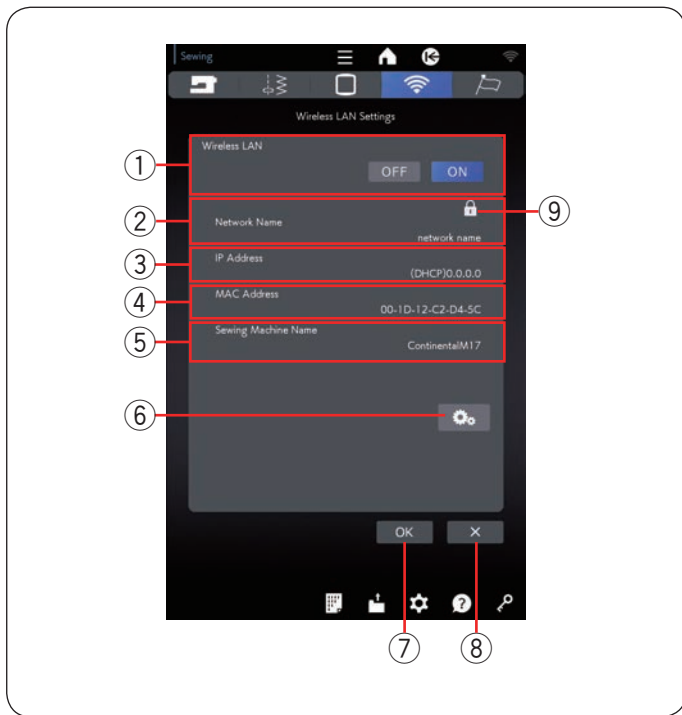 Sewing
Wireless LAN Settings
Wireless LAN
OFF ON
1
2
9
Network Name
network name
3
IP Address
(DHCP)0.0.0.0
4
MAC Address
00-1D-12-C2-D4-5C
5
Sewing Machine Name
ContinentalM17
6
OK ×
?
7 8